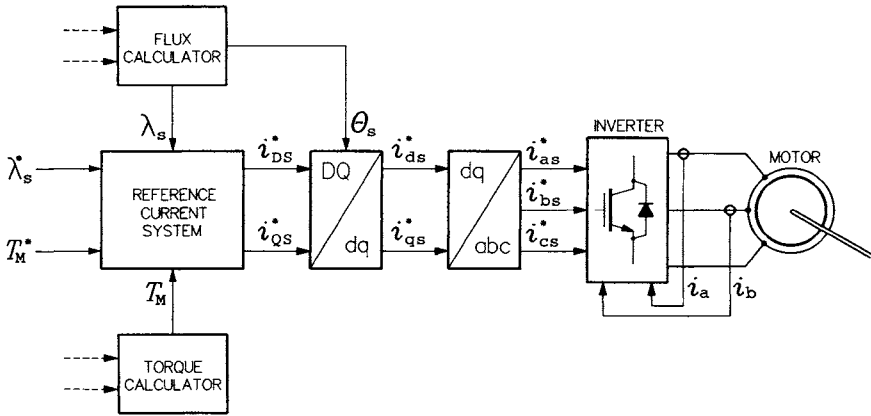 FLUX
CALCULATOR
λs
θs
λ*s
T*M
REFERENCE
CURRENT
SYSTEM
i*DS
i*QS
DQ
dq
i*ds
i*qs
dq
abc
i*as
i*bs
i*cs
INVERTER
MOTOR
ia
ib
TM
TORQUE
CALCULATOR